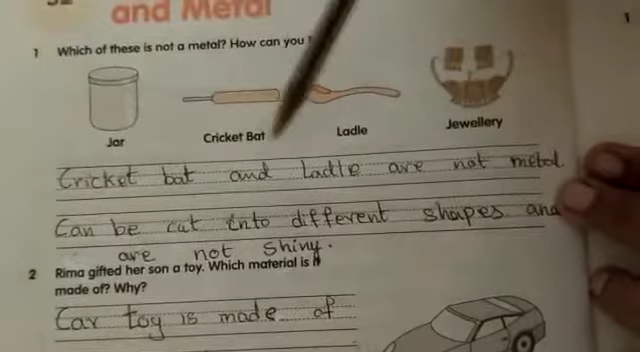 and Metal
1 Which of these is not a metal? How can you
Jar
Cricket Bat
Ladle
Jewellery
Cricket bat and ladle are not metal
Can be cut into different shapes and
are not shiny.
2 Rima gifted her son a toy. Which material is it
made of? Why?
Car toy is made of
1